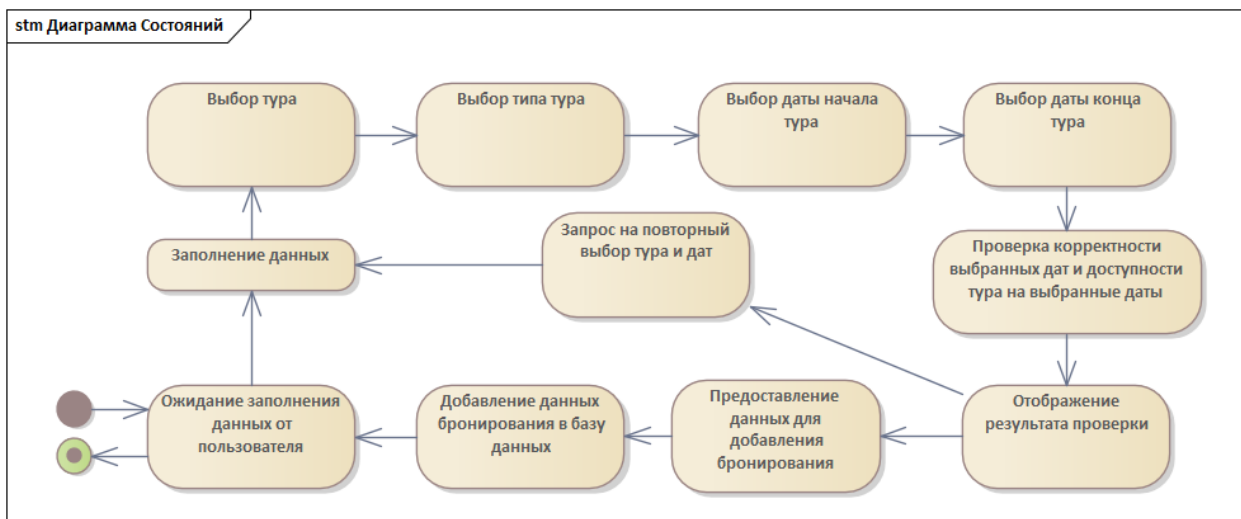 stm Диаграмма Состояний
Выбор тура
Выбор типа тура
Выбор даты начала
тура
Выбор даты конца
тура
Заполнение данных
Запрос на повторный
выбор тура и дат
Проверка корректности
выбранных дат и доступности
тура на выбранные даты
Ожидание заполнения
данных от
пользователя
Добавление данных
бронирования в базу
данных
Предоставление
данных для
добавления
бронирования
Отображение
результата проверки